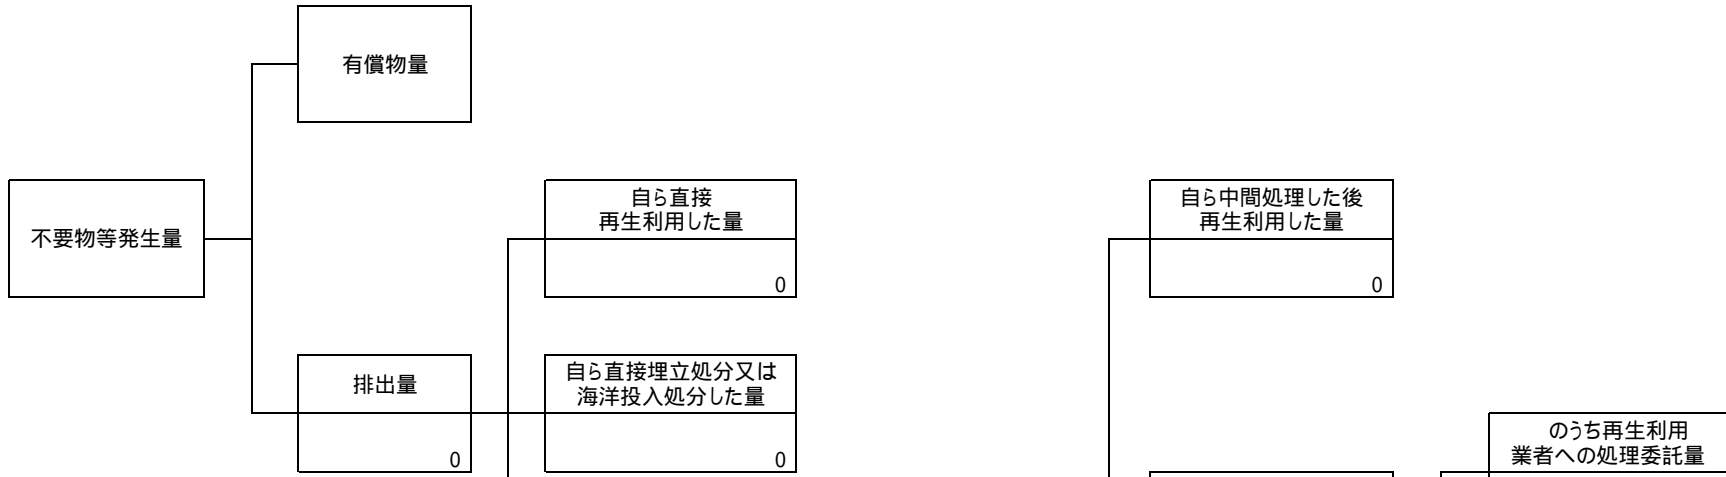 有償物量
不要物等発生量
自ら直接
再生利用した量
0
自ら中間処理した後
再生利用した量
0
排出量
0
自ら直接埋立処分又は
海洋投入処分した量
0
のうち再生利用
業者への処理委託量